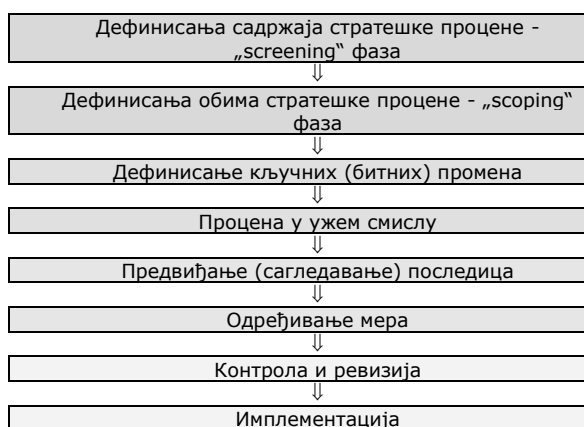 Дефинисања садржаја стратешке процене -
„screening“ фаза
⇓
Дефинисања обима стратешке процене - „scoping“
фаза
⇓
Дефинисање кључних (битних) промена
⇓
Процена у ужем смислу
⇓
Предвиђање (сагледавање) последица
⇓
Одређивање мера
⇓
Контрола и ревизија
⇓
Имплементација